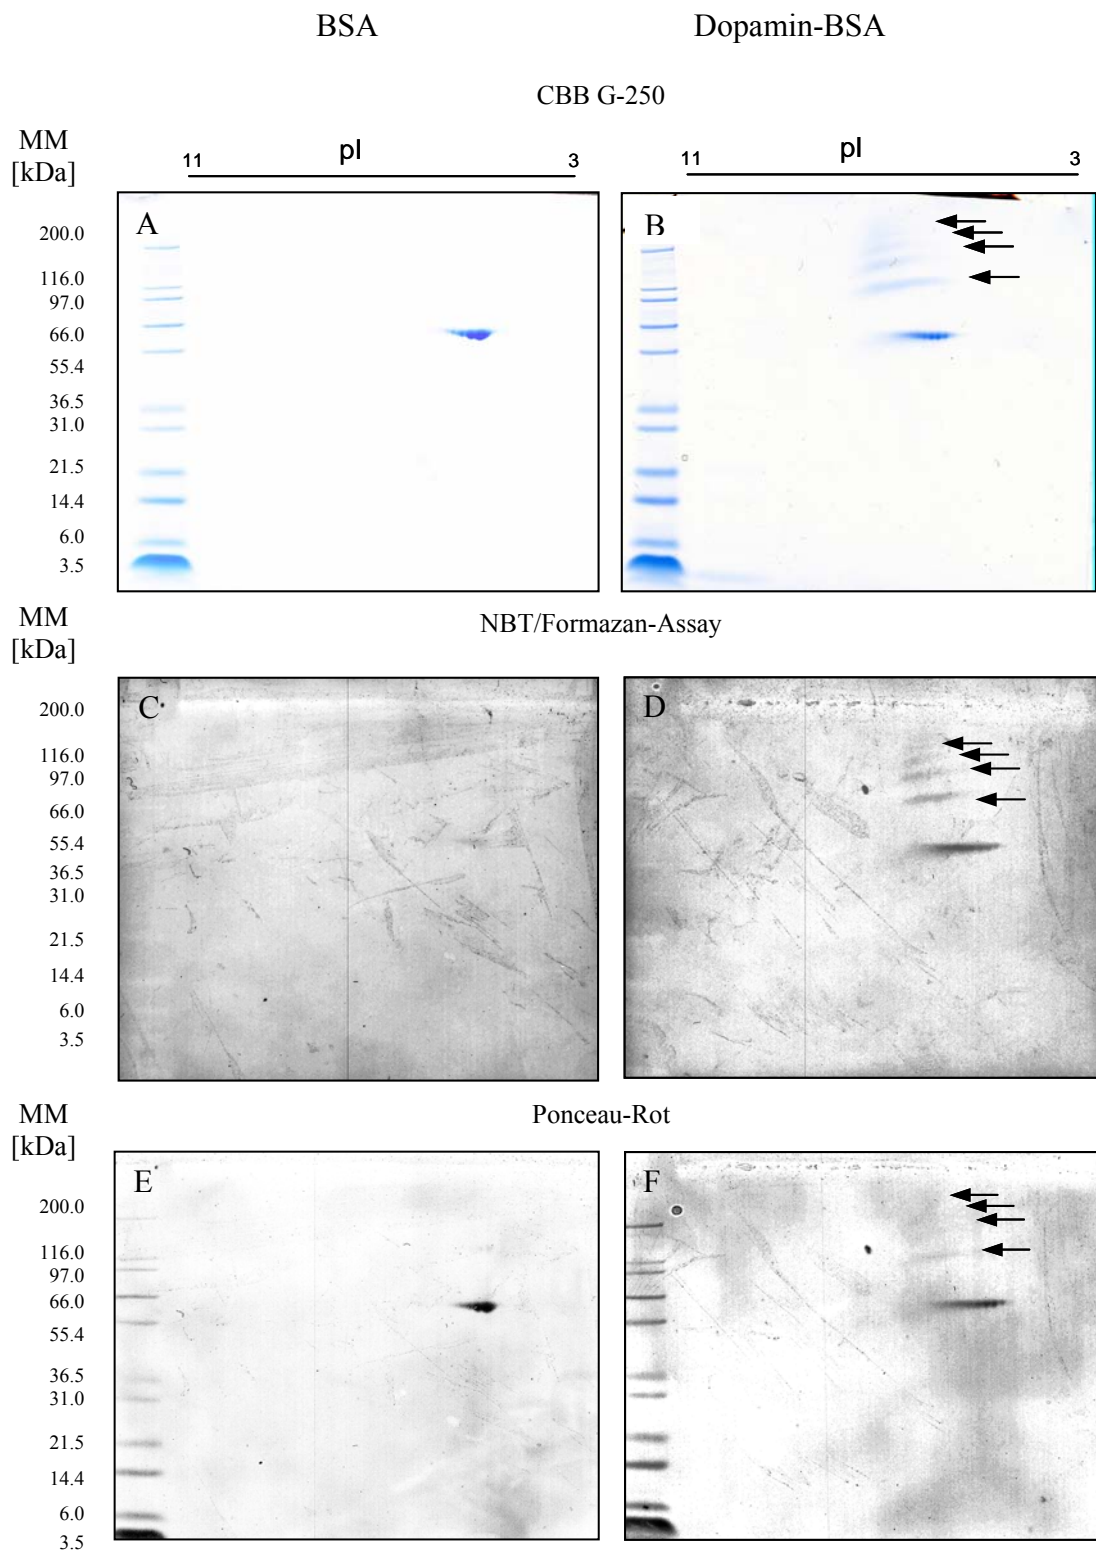 BSA Dopamin-BSA
CBB G-250
MM
[kDa]
11 pI 3 11 pI 3
A B
200.0
116.0
97.0
66.0
55.4
36.5
31.0
21.5
14.4
6.0
3.5
MM
[kDa]
NBT/Formazan-Assay
C D
200.0
116.0
97.0
66.0
55.4
36.5
31.0
21.5
14.4
6.0
3.5
MM
[kDa]
Ponceau-Rot
E F
200.0
116.0
97.0
66.0
55.4
36.5
31.0
21.5
14.4
6.0
3.5